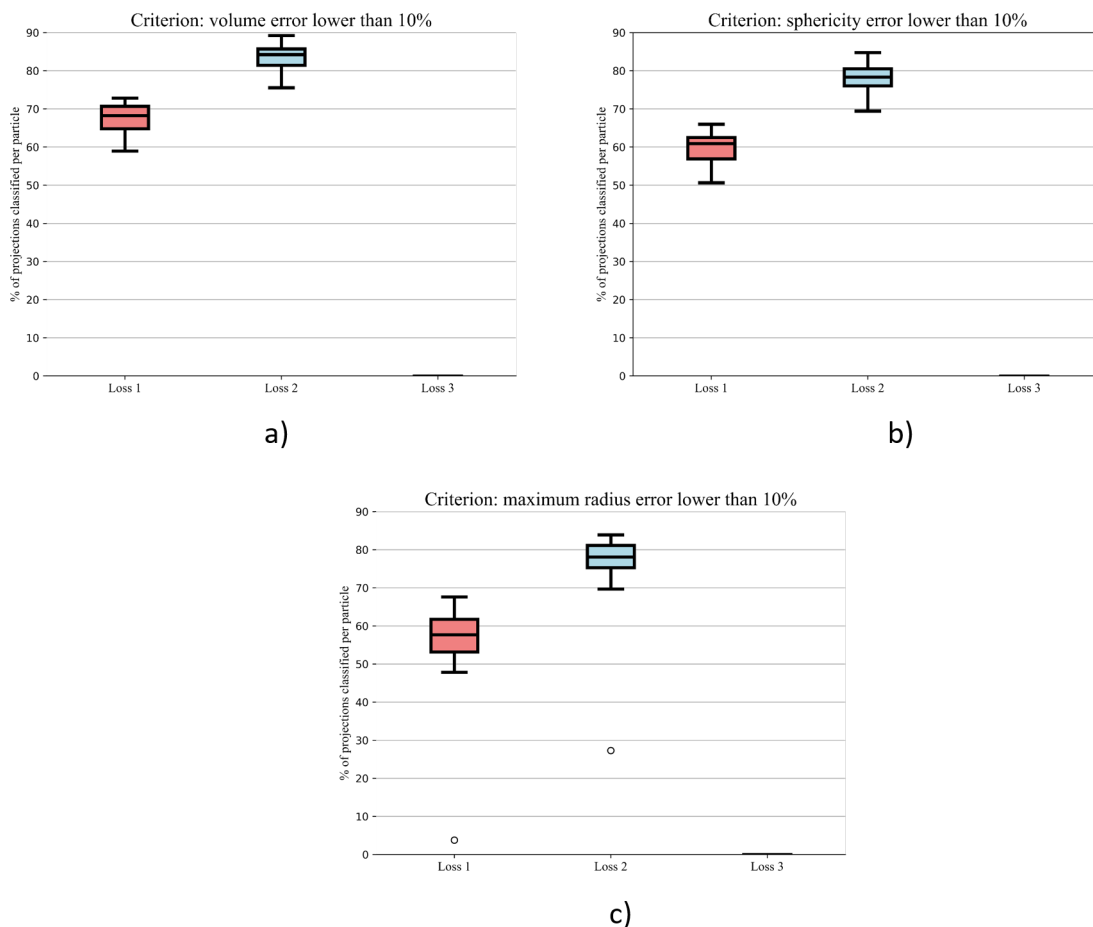 Criterion: volume error lower than 10%
% of projections classified per particle
90
80
70
60
50
40
30
20
10
0
Loss 1 Loss 2 Loss 3
a)
Criterion: sphericity error lower than 10%
% of projections classified per particle
90
80
70
60
50
40
30
20
10
0
Loss 1 Loss 2 Loss 3
b)
Criterion: maximum radius error lower than 10%
% of projections classified per particle
90
80
70
60
50
40
30
20
10
0
Loss 1 Loss 2 Loss 3
c)